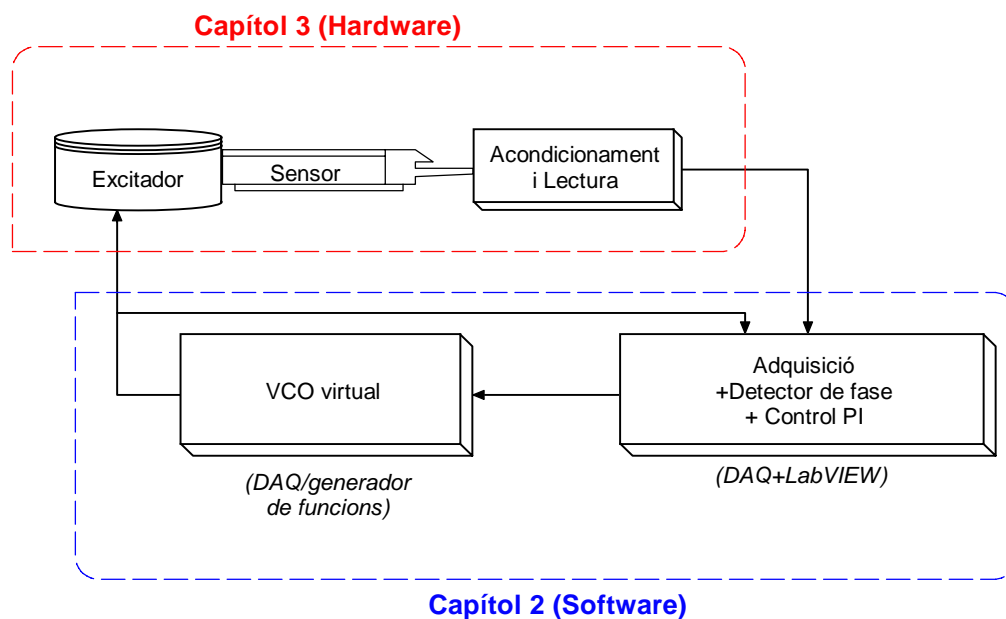 Capítol 3 (Hardware)
Excitador
Sensor
Acondicionament
i Lectura
VCO virtual
Adquisició
+Detector de fase
+ Control PI
(DAQ/generador
de funcions)
(DAQ+LabVIEW)
Capítol 2 (Software)